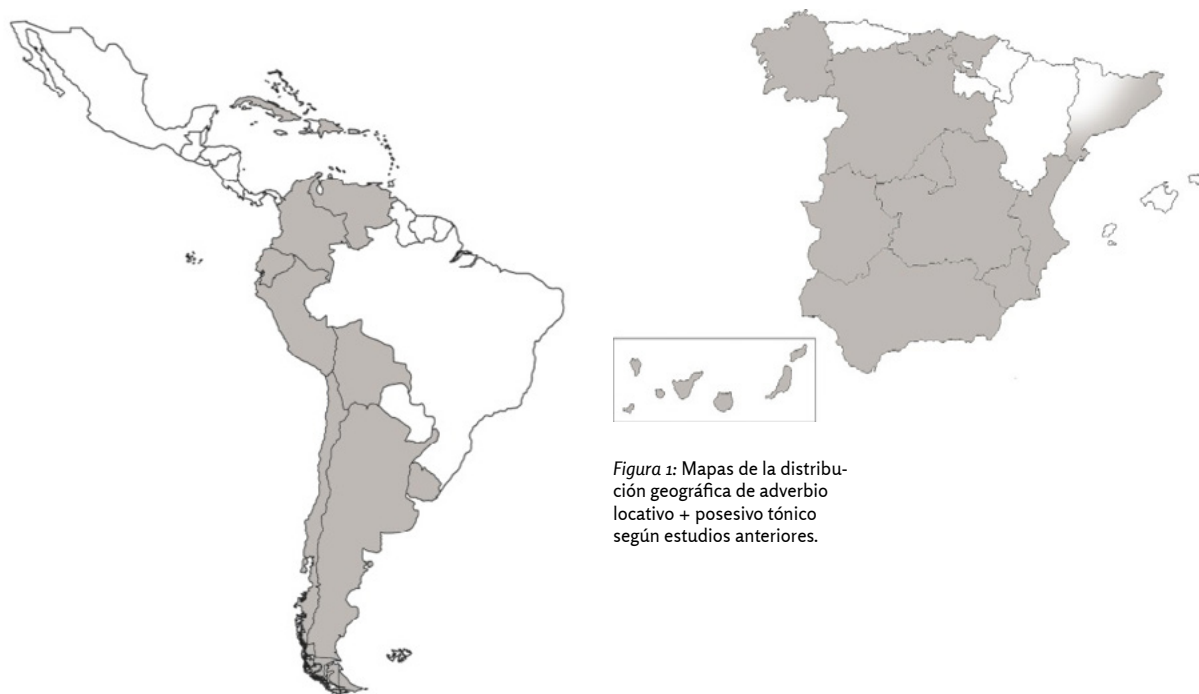 Figura 1: Mapas de la distribu-
ción geográfica de adverbio
locativo + posesivo tónico
según estudios anteriores.